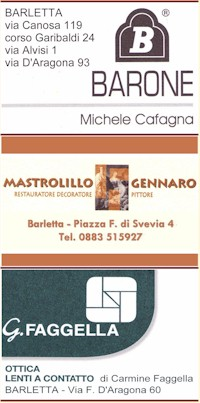 BARLETTA
via Canosa 119
corso Garibaldi 24
via Alvisi 1
via D'Aragona 93
B ®
BARONE
Michele Cafagna
MASTROLILLO GENNARO
RESTAURATORE DECORATORE PITTORE
Barletta - Piazza F. di Svevia 4
Tel. 0883 515927
G.FAGGELLA
OTTICA
LENTI A CONTATTO di Carmine Faggella
BARLETTA - Via F. D'Aragona 60